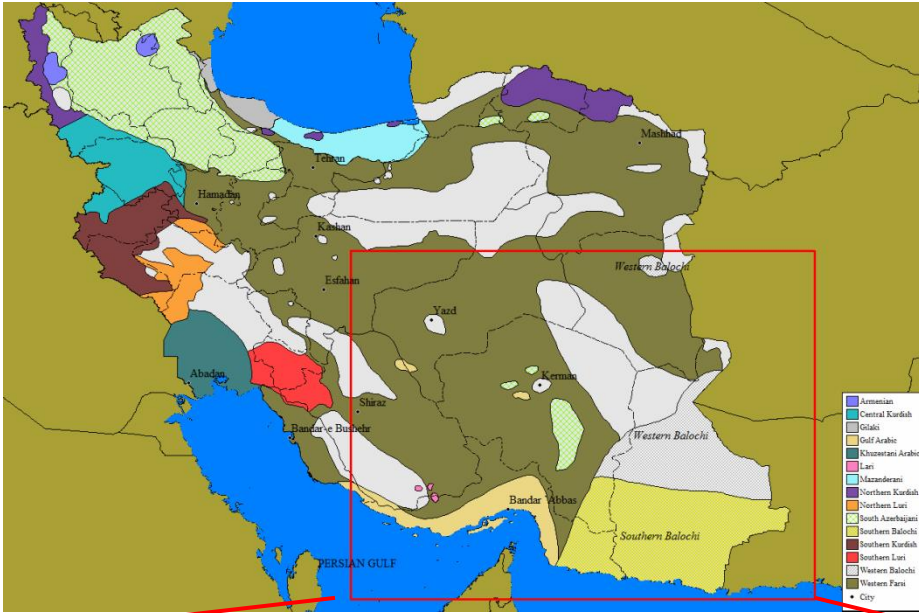 Mashhad
Tehran
Hamadan
Kashan
Western Balochi
Esfahan
Yazd
Abadan
Kerman
Shiraz
Bandar-e Bushehr
Western Balochi
Bandar Abbas
Southern Balochi
PERSIAN GULF
Armenian
Central Kurdish
Gilaki
Gulf Arabic
Khuzestani Arabic
Lari
Mazanderani
Northern Kurdish
Northern Luri
South Azerbaijani
Southern Balochi
Southern Kurdish
Southern Luri
Western Balochi
Western Farsi
City